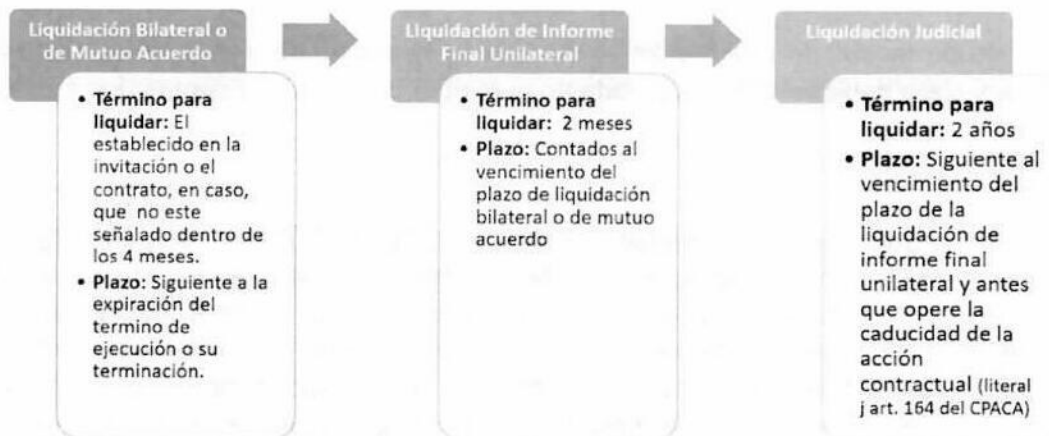 Liquidación Bilateral o
de Mutuo Acuerdo
• Término para
liquidar: El
establecido en la
invitación o el
contrato, en caso,
que no este
señalado dentro de
los 4 meses.
• Plazo: Siguiente a la
expiración del
termino de
ejecución o su
terminación.
Liquidación de Informe
Final Unilateral
• Término para
liquidar: 2 meses
• Plazo: Contados al
vencimiento del
plazo de liquidación
bilateral o de mutuo
acuerdo
Liquidación Judicial
• Término para
liquidar: 2 años
• Plazo: Siguiente al
vencimiento del
plazo de la
liquidación de
informe final
unilateral y antes
que opere la
caducidad de la
acción
contractual (literal
j art. 164 del CPACA)